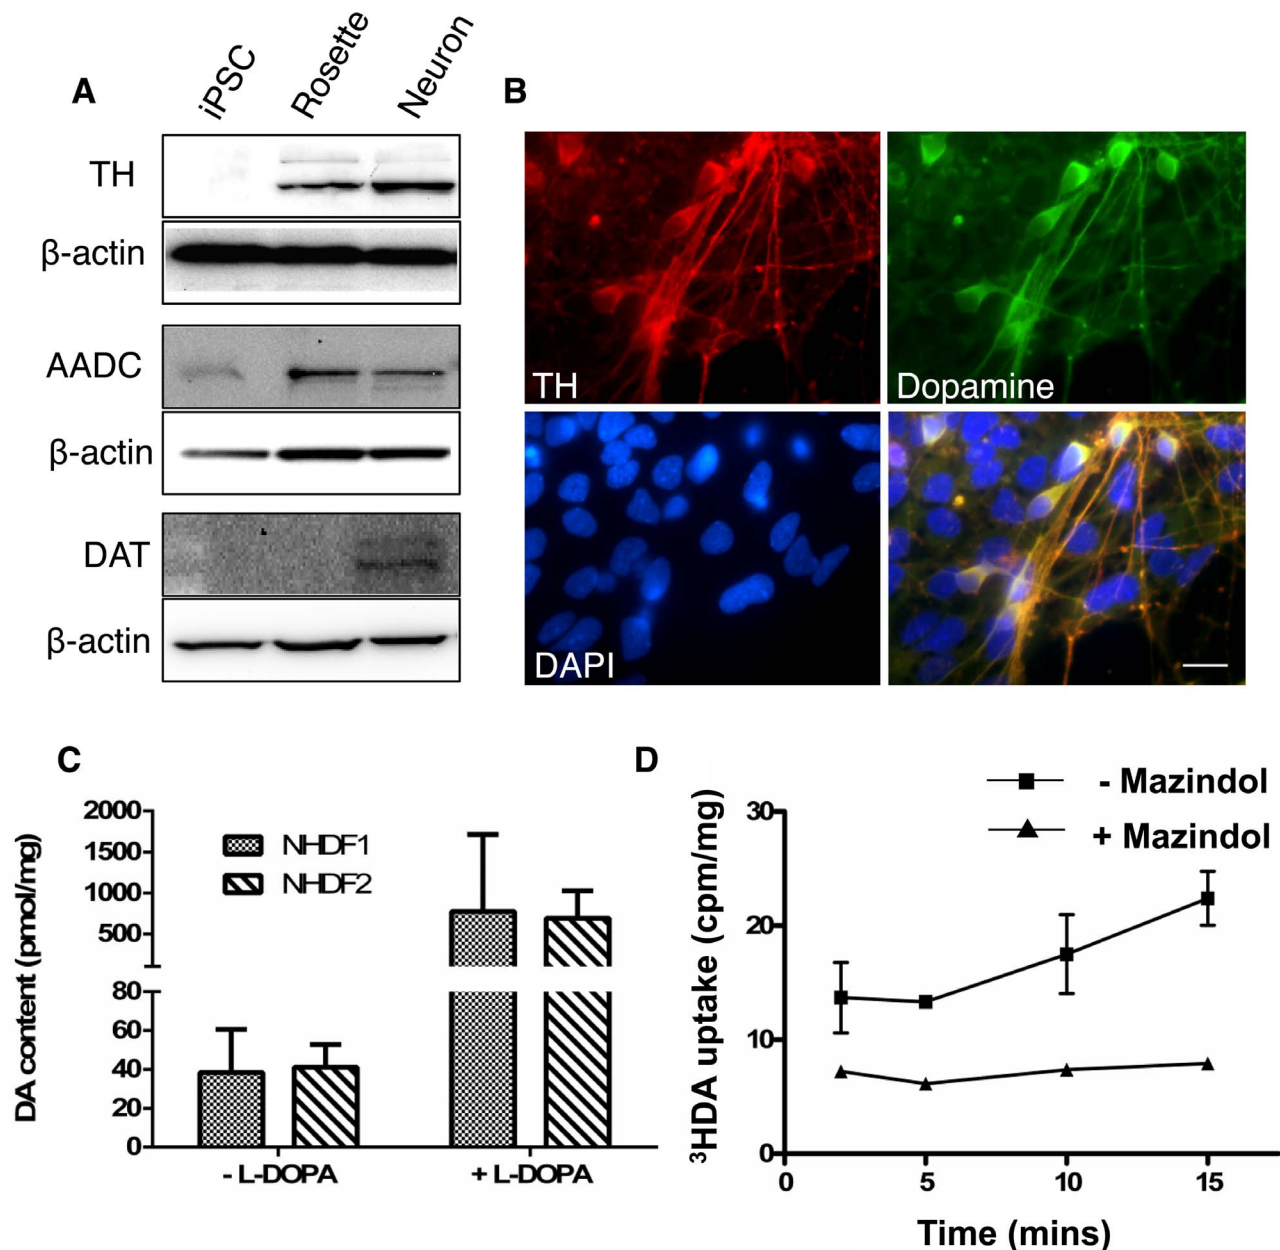 A
iPSC
Rosette
Neuron
TH
β-actin
AADC
β-actin
DAT
β-actin
B
TH
Dopamine
DAPI
C
DA content (pmol/mg)
2000
1500
1000
500
80
60
40
20
0
NHDF1
NHDF2
- L-DOPA
+ L-DOPA
D
- Mazindol
+ Mazindol
³HDA uptake (cpm/mg)
30
20
10
0
0 5 10 15
Time (mins)